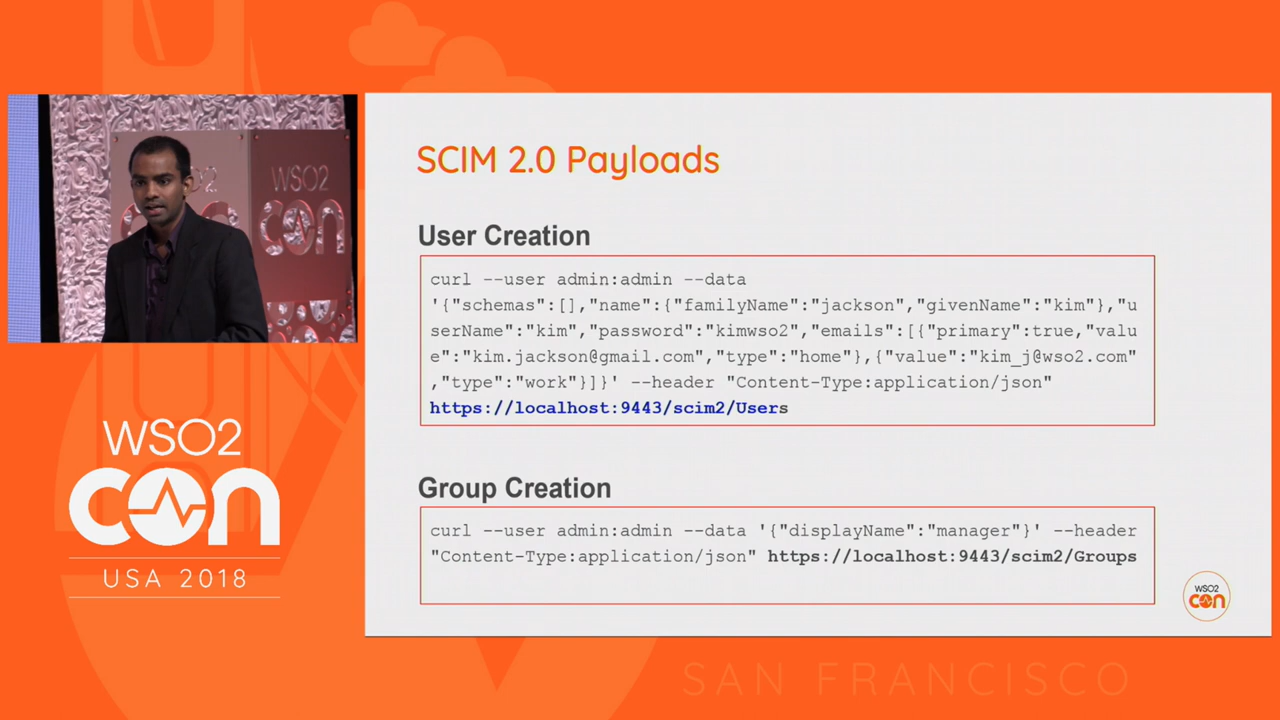 SCIM 2.0 Payloads
User Creation
curl --user admin:admin --data
'{"schemas":[],"name":{"familyName":"jackson","givenName":"kim"},"u
serName":"kim","password":"kimwso2","emails":[{"primary":true,"valu
e":"kim.jackson@gmail.com","type":"home"},{"value":"kim_j@wso2.com"
,"type":"work"}]}' --header "Content-Type:application/json"
https://localhost:9443/scim2/Users
Group Creation
curl --user admin:admin --data '{"displayName":"manager"}' --header
"Content-Type:application/json" https://localhost:9443/scim2/Groups
WSO2
con
WSO2
con
USA 2018
WSO2
con
SAN FRANCISCO